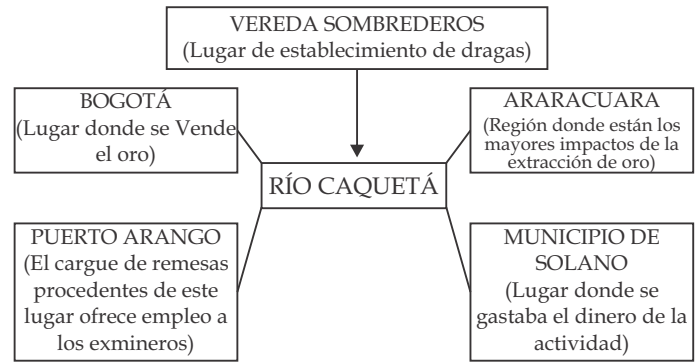 VEREDA SOMBREDEROS
(Lugar de establecimiento de dragas)
BOGOTÁ
(Lugar donde se Vende
el oro)
ARARACUARA
(Región donde están los
mayores impactos de la
extracción de oro)
RÍO CAQUETÁ
PUERTO ARANGO
(El cargue de remesas
procedentes de este
lugar ofrece empleo a
los exmineros)
MUNICIPIO DE
SOLANO
(Lugar donde se
gastaba el dinero de la
actividad)